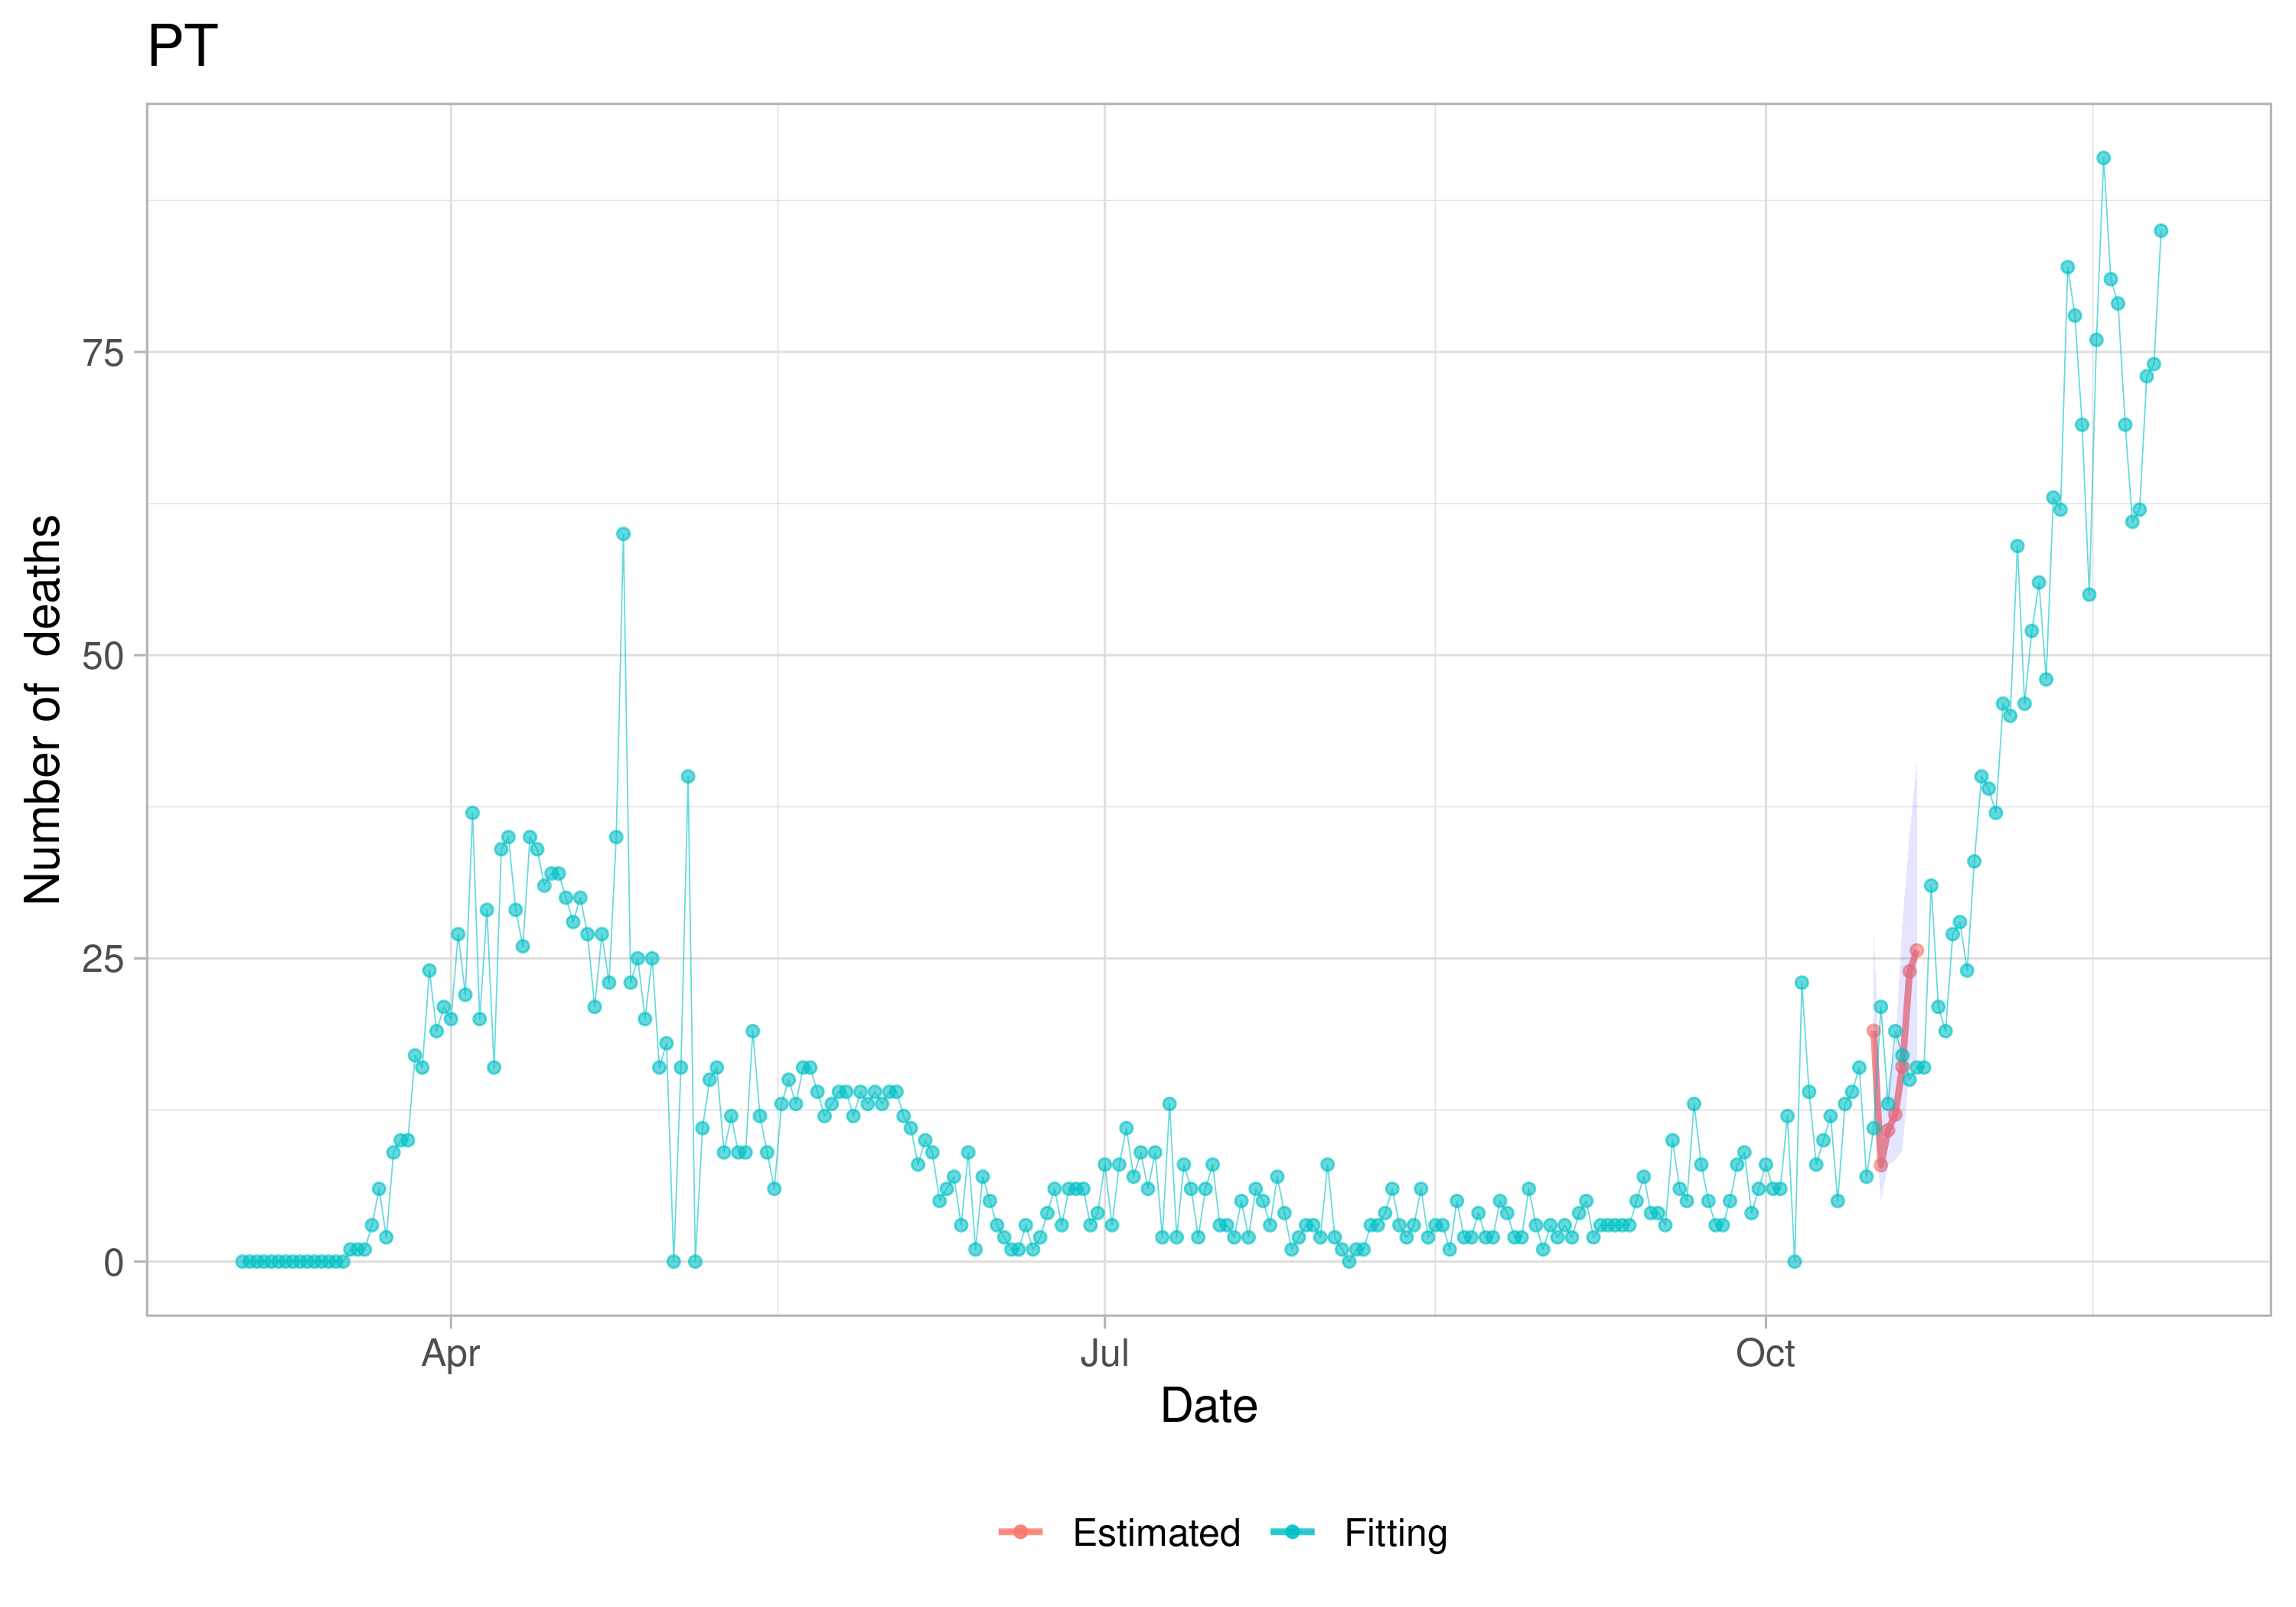 PT
Number of  deaths
75
50
25
0
Apr Jul Oct
Date
Estimated Fitting